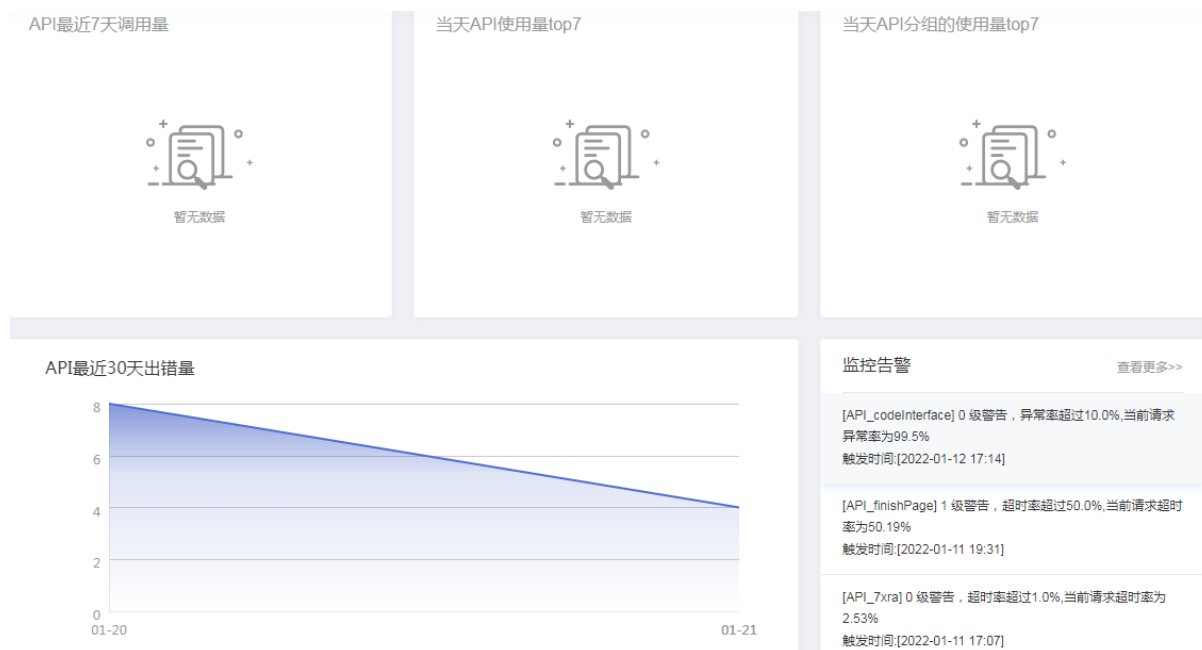 API最近7天调用量
当天API使用量top7
当天API分组的使用量top7
暂无数据
暂无数据
暂无数据
API最近30天出错量
8
6
4
2
0
01-20
01-21
监控告警
查看更多>>
[API_codeInterface] 0 级警告，异常率超过10.0%,当前请求
异常率为99.5%
触发时间:[2022-01-12 17:14]
[API_finishPage] 1 级警告，超时率超过50.0%,当前请求超时
率为50.19%
触发时间:[2022-01-11 19:31]
[API_7xra] 0 级警告，超时率超过1.0%,当前请求超时率为
2.53%
触发时间:[2022-01-11 17:07]